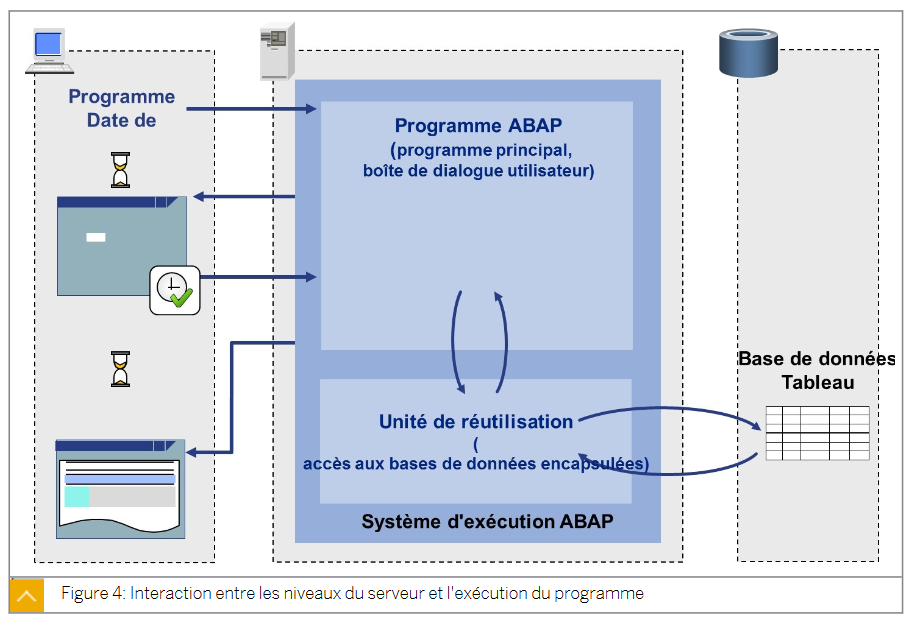 Programme
Date de
Programme ABAP
(programme principal,
boîte de dialogue utilisateur)
Unité de réutilisation
(
accès aux bases de données encapsulées)
Système d'exécution ABAP
Base de données
Tableau
Figure 4: Interaction entre les niveaux du serveur et l'exécution du programme